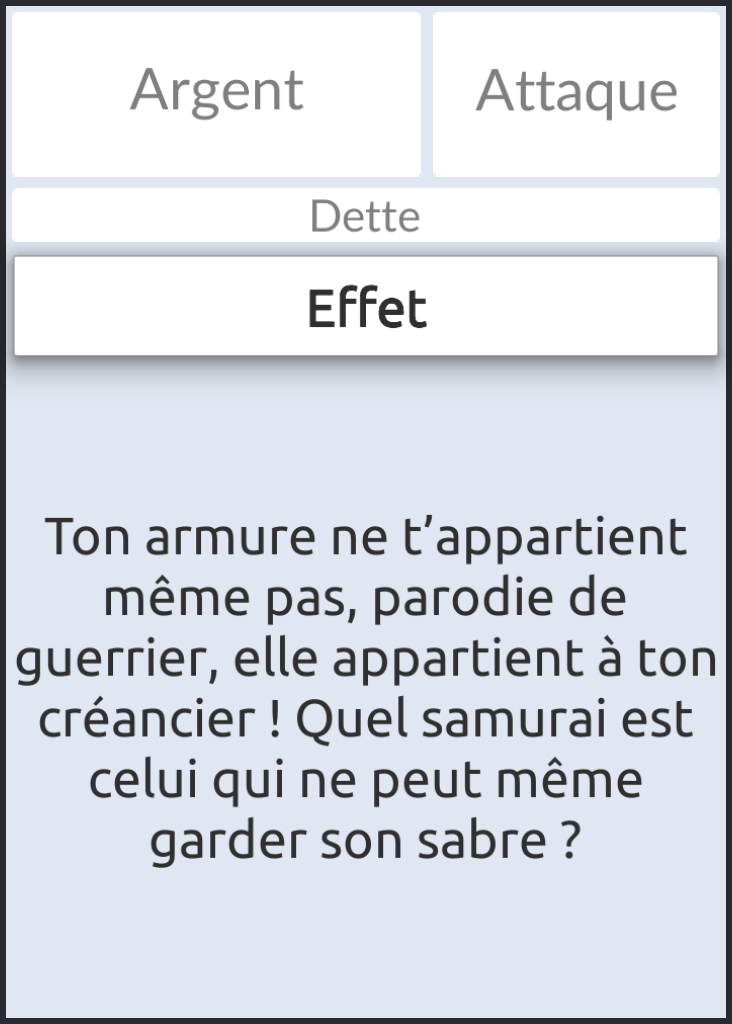 Argent Attaque
Dette
Effet
Ton armure ne t’appartient
même pas, parodie de
guerrier, elle appartient à ton
créancier ! Quel samurai est
celui qui ne peut même
garder son sabre ?